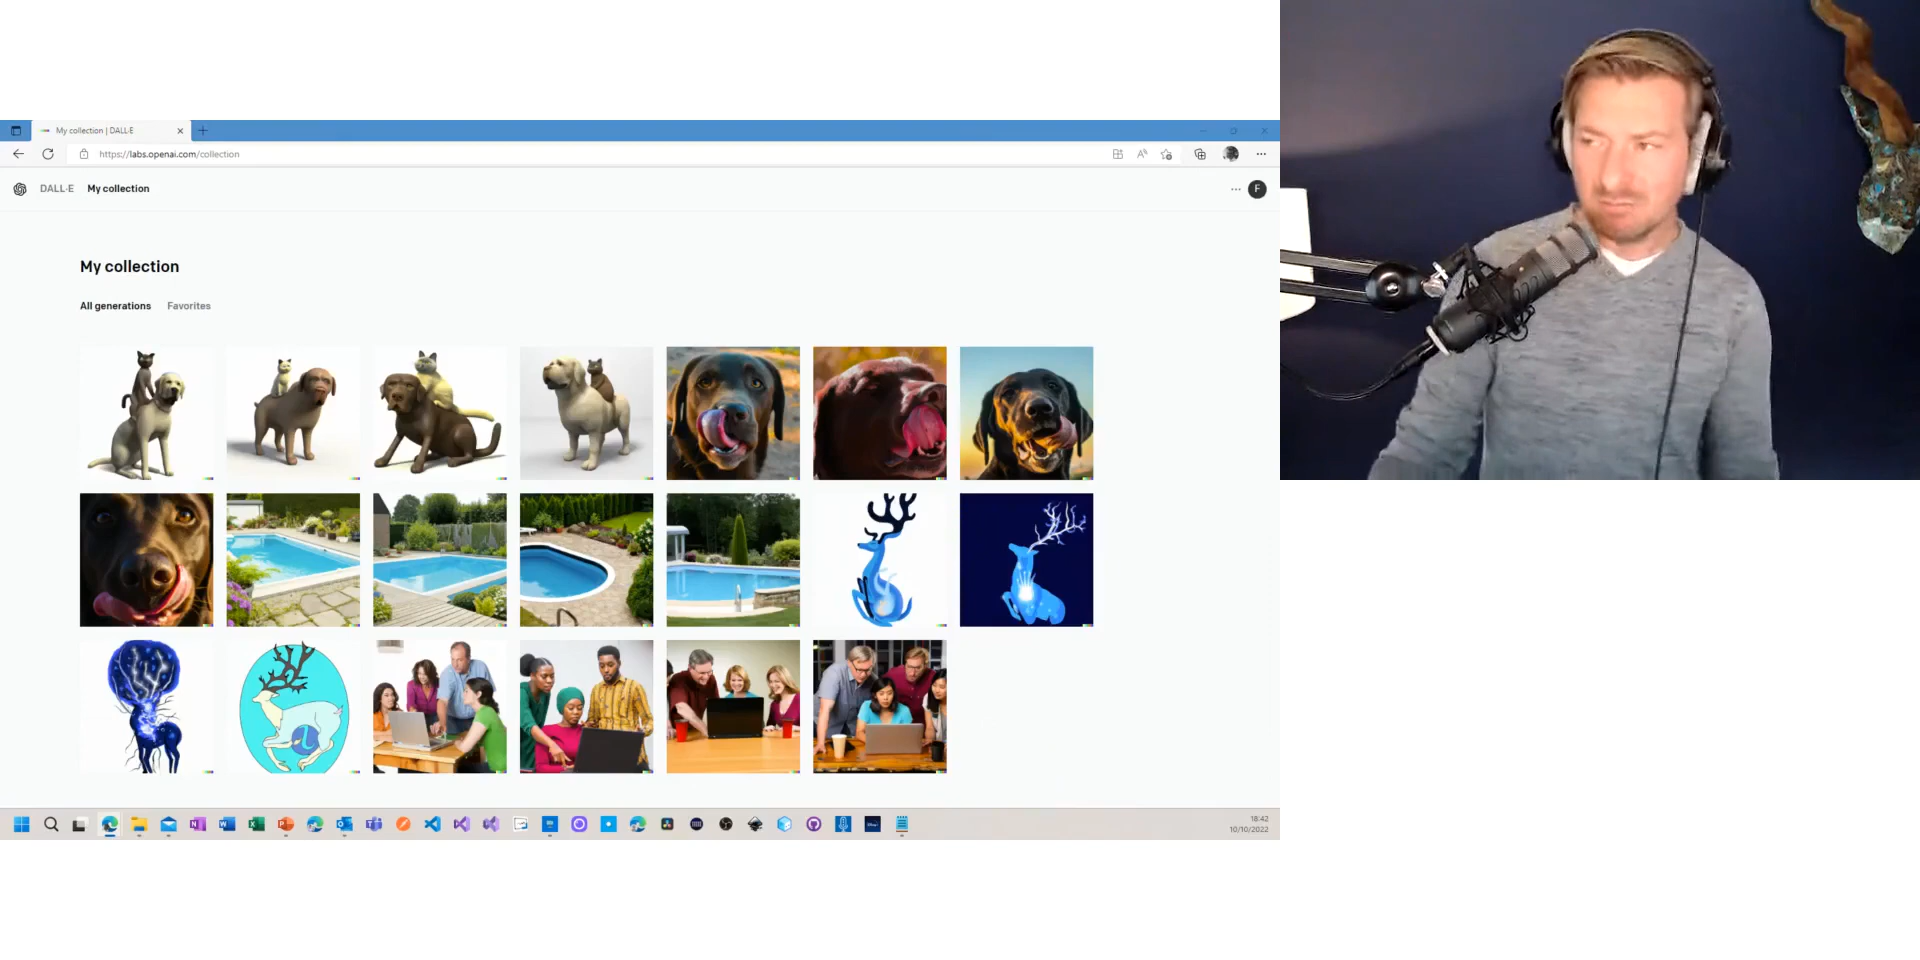 My collection | DALL·E
https://labs.openai.com/collection
DALL·E My collection
F
My collection
All generations Favorites
18:42
10/10/2022